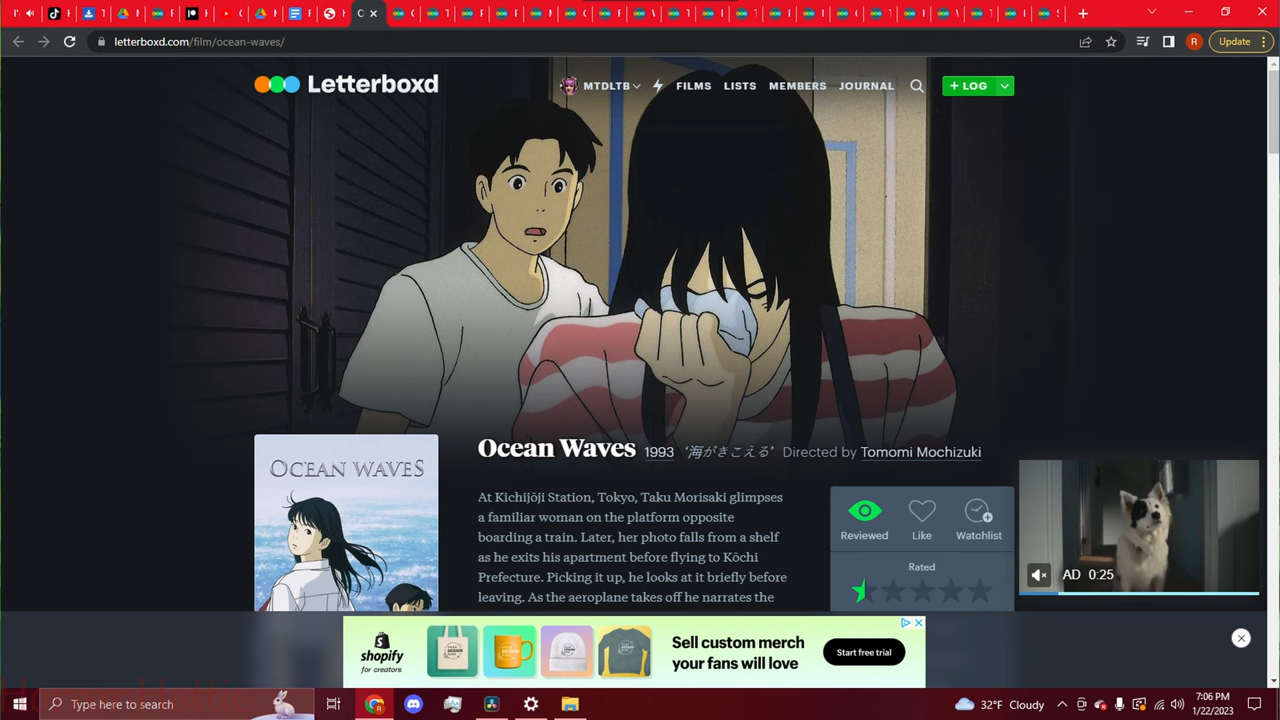 letterboxd.com/film/ocean-waves/
R
Update
Letterboxd
MTDLTB
FILMS
LISTS
MEMBERS
JOURNAL
+ LOG
Ocean Waves 1993 ‘海がきこえる’ Directed by Tomomi Mochizuki
OCEAN WAVES
At Kichijōji Station, Tokyo, Taku Morisaki glimpses
a familiar woman on the platform opposite
boarding a train. Later, her photo falls from a shelf
as he exits his apartment before flying to Kōchi
Prefecture. Picking it up, he looks at it briefly before
leaving. As the aeroplane takes off he narrates the
Reviewed
Like
Watchlist
Rated
AD 0:25
shopify
for creators
Sell custom merch
your fans will love
Start free trial
Type here to search
32°F Cloudy
7:06 PM
1/22/2023